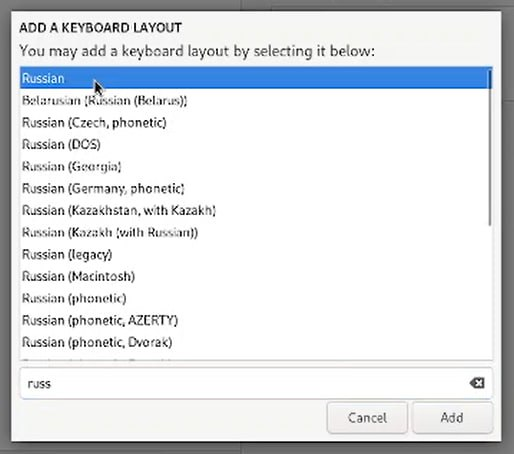 ADD A KEYBOARD LAYOUT
You may add a keyboard layout by selecting it below:
Russian
Belarusian (Russian (Belarus))
Russian (Czech, phonetic)
Russian (DOS)
Russian (Georgia)
Russian (Germany, phonetic)
Russian (Kazakhstan, with Kazakh)
Russian (Kazakh (with Russian))
Russian (legacy)
Russian (Macintosh)
Russian (phonetic)
Russian (phonetic, AZERTY)
Russian (phonetic, Dvorak)
russ
Cancel
Add